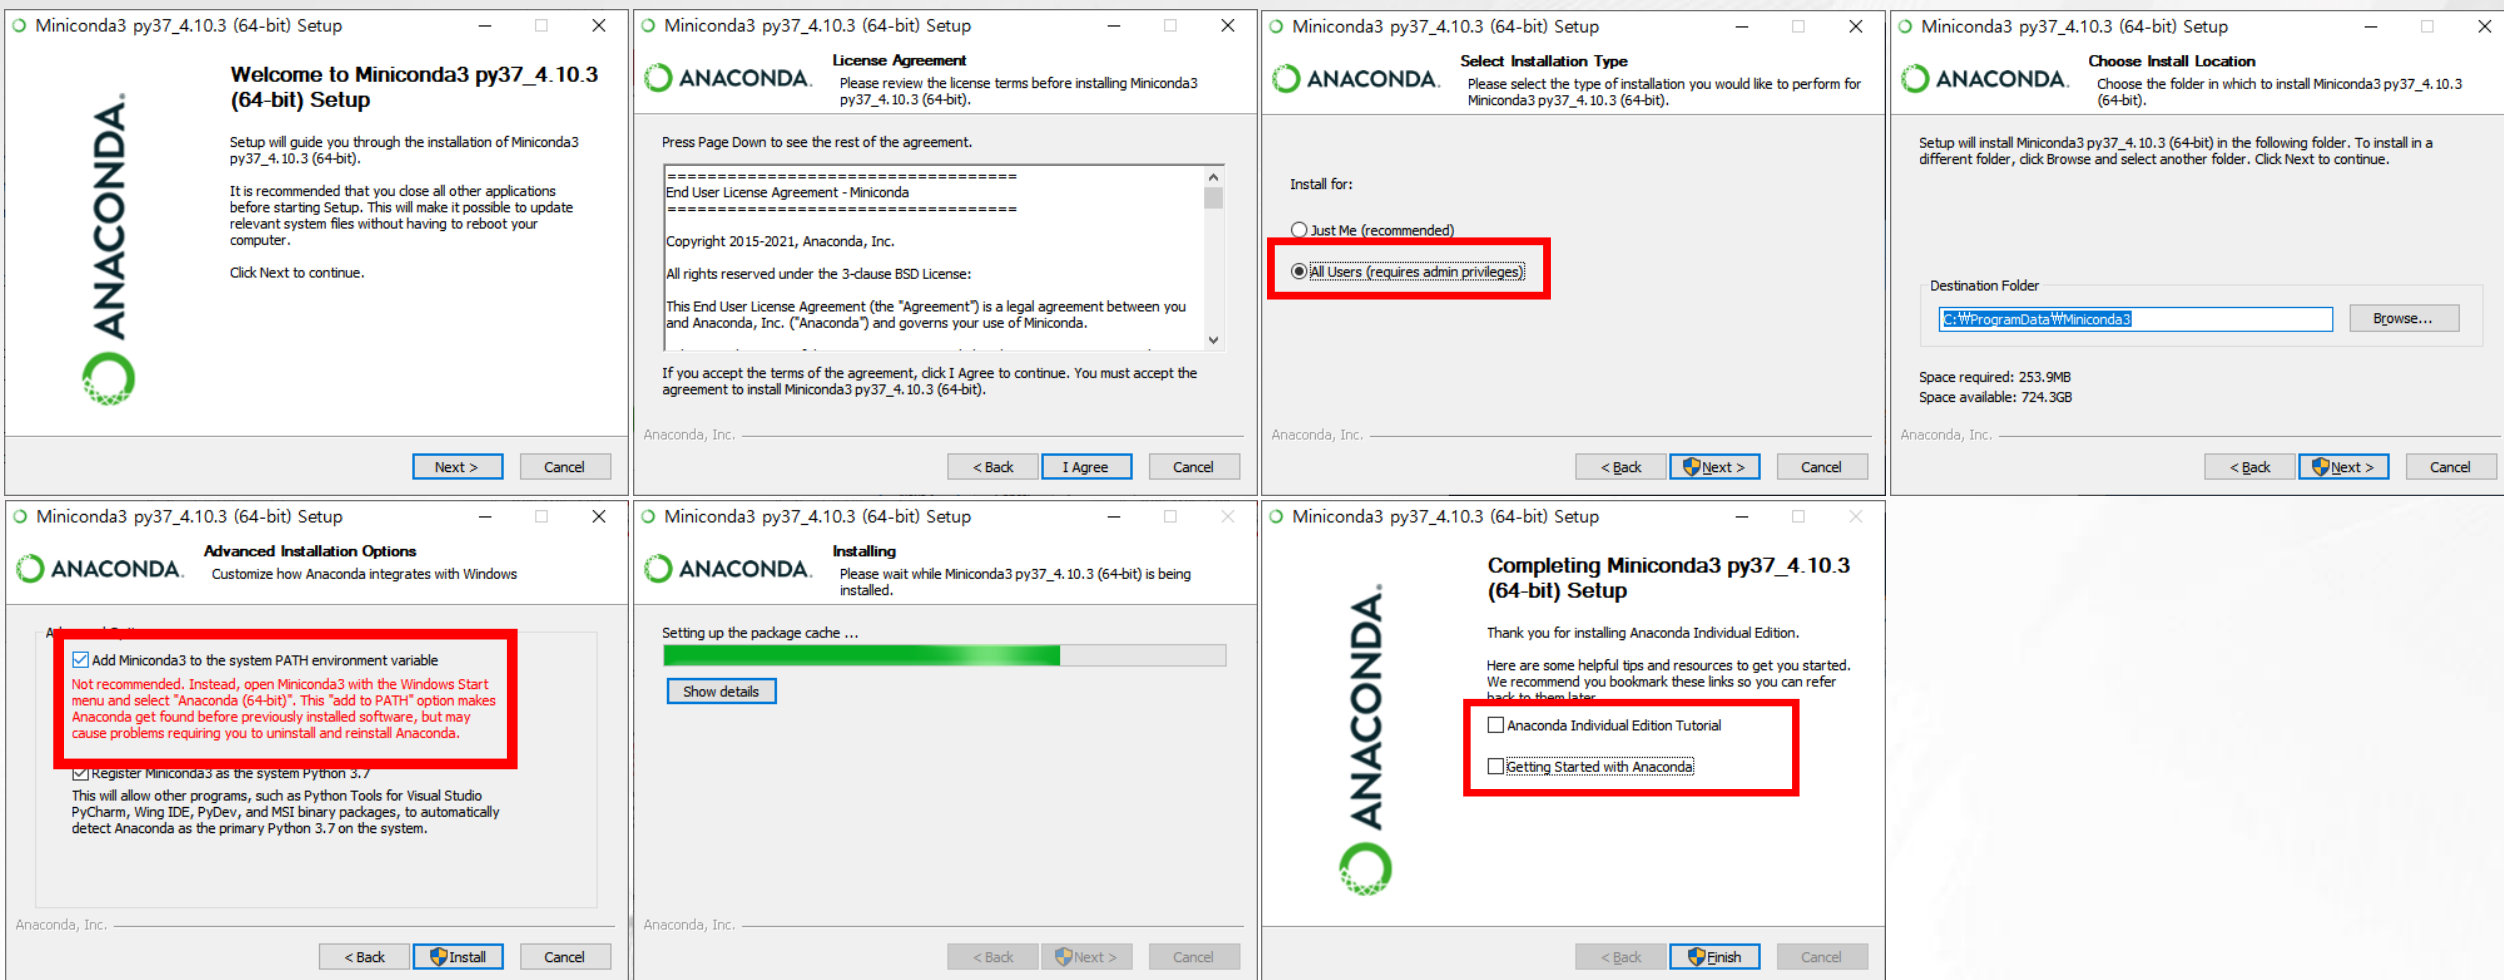 Miniconda3 py37_4.10.3 (64-bit) Setup
ANACONDA.
Welcome to Miniconda3 py37_4.10.3
(64-bit) Setup
Setup will guide you through the installation of Miniconda3
py37_4.10.3 (64-bit).
It is recommended that you close all other applications
before starting Setup. This will make it possible to update
relevant system files without having to reboot your
computer.
Click Next to continue.
Next >
Cancel
Miniconda3 py37_4.10.3 (64-bit) Setup
ANACONDA.
License Agreement
Please review the license terms before installing Miniconda3
py37_4.10.3 (64-bit).
Press Page Down to see the rest of the agreement.
===================================
End User License Agreement - Miniconda
===================================
Copyright 2015-2021, Anaconda, Inc.
All rights reserved under the 3-clause BSD License:
This End User License Agreement (the "Agreement") is a legal agreement between you
and Anaconda, Inc. ("Anaconda") and governs your use of Miniconda.
If you accept the terms of the agreement, click I Agree to continue. You must accept the
agreement to install Miniconda3 py37_4.10.3 (64-bit).
Anaconda, Inc.
< Back
I Agree
Cancel
Miniconda3 py37_4.10.3 (64-bit) Setup
ANACONDA.
Select Installation Type
Please select the type of installation you would like to perform for
Miniconda3 py37_4.10.3 (64-bit).
Install for:
Just Me (recommended)
All Users (requires admin privileges)
Anaconda, Inc.
< Back
Next >
Cancel
Miniconda3 py37_4.10.3 (64-bit) Setup
ANACONDA.
Choose Install Location
Choose the folder in which to install Miniconda3 py37_4.10.3
(64-bit).
Setup will install Miniconda3 py37_4.10.3 (64-bit) in the following folder. To install in a
different folder, click Browse and select another folder. Click Next to continue.
Destination Folder
C:₩ProgramData₩Miniconda3
Browse...
Space required: 253.9MB
Space available: 724.3GB
Anaconda, Inc.
< Back
Next >
Cancel
Miniconda3 py37_4.10.3 (64-bit) Setup
ANACONDA.
Advanced Installation Options
Customize how Anaconda integrates with Windows
Add Miniconda3 to the system PATH environment variable
Not recommended. Instead, open Miniconda3 with the Windows Start
menu and select "Anaconda (64-bit)". This "add to PATH" option makes
Anaconda get found before previously installed software, but may
cause problems requiring you to uninstall and reinstall Anaconda.
Register Miniconda3 as the system Python 3.7
This will allow other programs, such as Python Tools for Visual Studio
PyCharm, Wing IDE, PyDev, and MSI binary packages, to automatically
detect Anaconda as the primary Python 3.7 on the system.
Anaconda, Inc.
< Back
Install
Cancel
Miniconda3 py37_4.10.3 (64-bit) Setup
ANACONDA.
Installing
Please wait while Miniconda3 py37_4.10.3 (64-bit) is being
installed.
Setting up the package cache ...
Show details
Anaconda, Inc.
< Back
Next >
Cancel
Miniconda3 py37_4.10.3 (64-bit) Setup
ANACONDA.
Completing Miniconda3 py37_4.10.3
(64-bit) Setup
Thank you for installing Anaconda Individual Edition.
Here are some helpful tips and resources to get you started.
We recommend you bookmark these links so you can refer
back to them later.
Anaconda Individual Edition Tutorial
Getting Started with Anaconda
< Back
Finish
Cancel